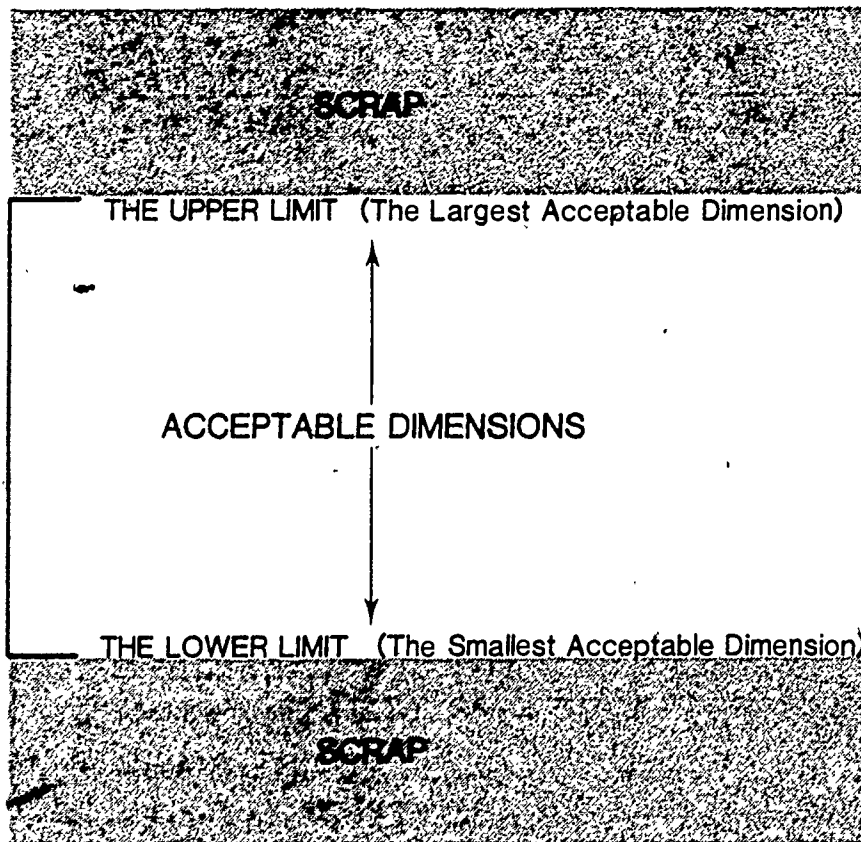 SCRAP
THE UPPER LIMIT (The Largest Acceptable Dimension)
ACCEPTABLE DIMENSIONS
THE LOWER LIMIT (The Smallest Acceptable Dimension)
SCRAP